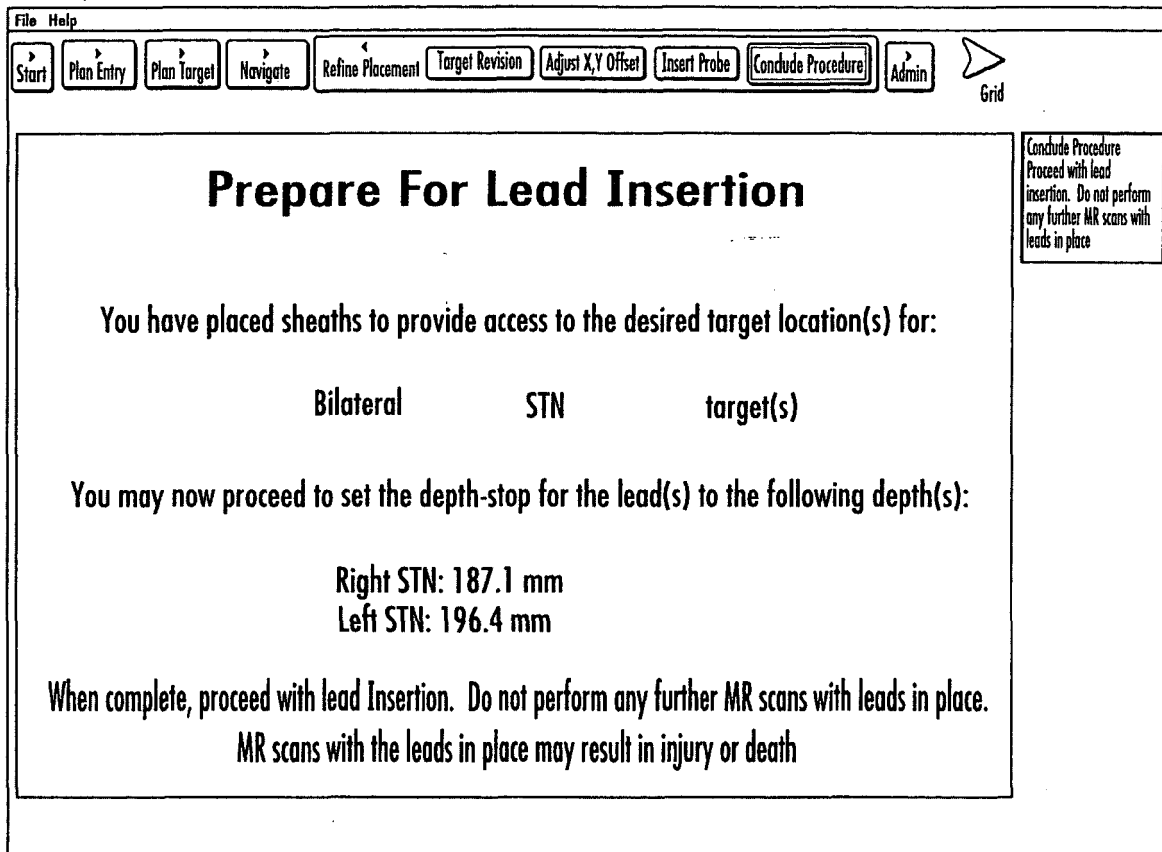 File Help
Start Plan Entry Plan Target Navigate Refine Placement Target Revision Adjust X,Y Offset Insert Probe Conclude Procedure Admin
Grid
Conclude Procedure
Proceed with lead
insertion. Do not perform
any further MR scans with
leads in place
Prepare For Lead Insertion
You have placed sheaths to provide access to the desired target location(s) for:
Bilateral STN target(s)
You may now proceed to set the depth-stop for the lead(s) to the following depth(s):
Right STN: 187.1 mm
Left STN: 196.4 mm
When complete, proceed with lead Insertion. Do not perform any further MR scans with leads in place.
MR scans with the leads in place may result in injury or death